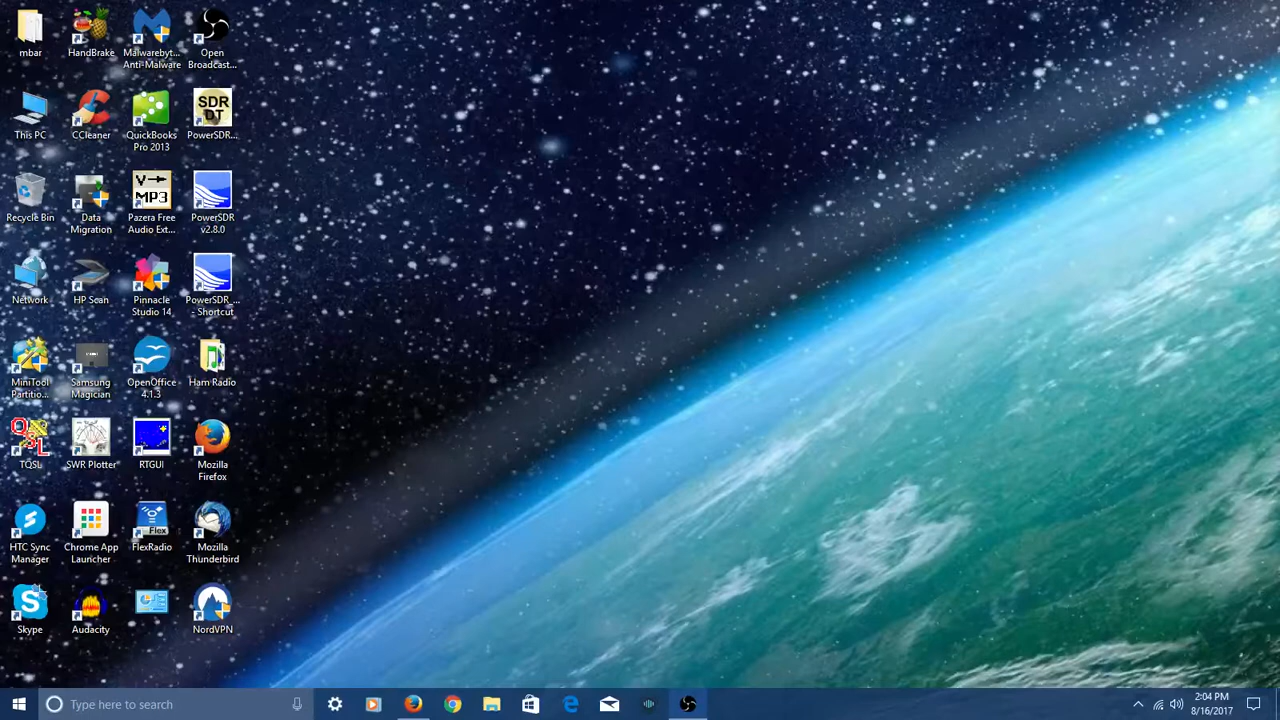 mbar
HandBrake
Malwarebyt...
Anti-Malware
Open
Broadcast...
This PC
CCleaner
QuickBooks
Pro 2013
SDR
DT
PowerSDR...
Recycle Bin
Data
Migration
V
MP3
Pazera Free
Audio Ext...
PowerSDR
v2.8.0
Network
HP Scan
Pinnacle
Studio 14
PowerSDR_...
- Shortcut
MiniTool
Partitio...
Samsung
Magician
OpenOffice
4.1.3
Ham Radio
QSL
TQSL
SWR Plotter
RTGUI
Mozilla
Firefox
HTC Sync
Manager
Chrome App
Launcher
Flex
FlexRadio
Mozilla
Thunderbird
Skype
Audacity
NordVPN
Type here to search
2:04 PM
8/16/2017